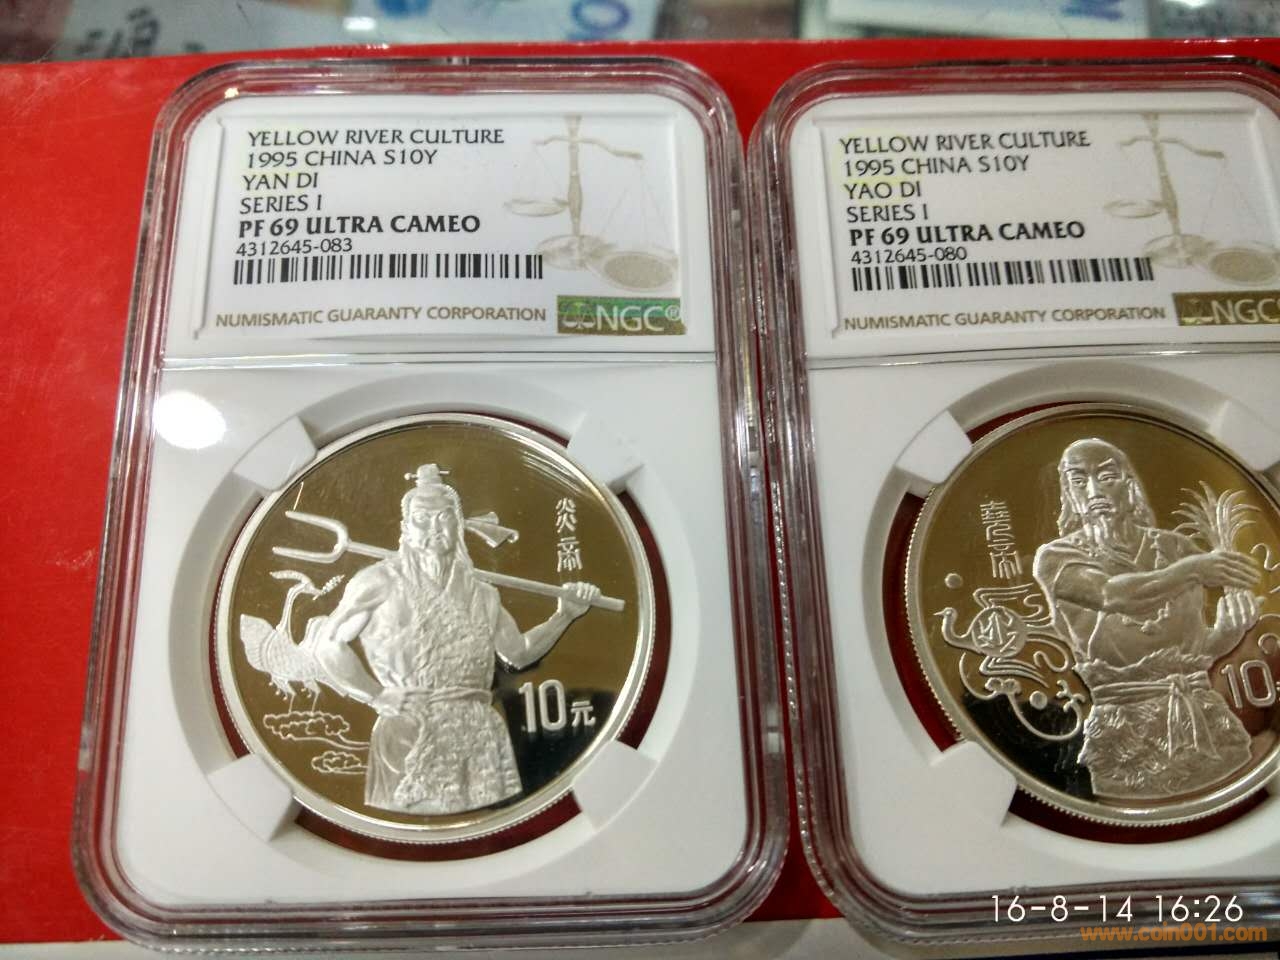 YELLOW RIVER CULTURE
1995 CHINA S10Y
YAN DI
SERIES I
PF 69 ULTRA CAMEO
4312645-083
NUMISMATIC GUARANTY CORPORATION
NGC®
炎帝
10元
YELLOW RIVER CULTURE
1995 CHINA S10Y
YAO DI
SERIES I
PF 69 ULTRA CAMEO
4312645-080
NUMISMATIC GUARANTY CORPORATION
NGC
10
16-8-14 16:26
www.coin001.com